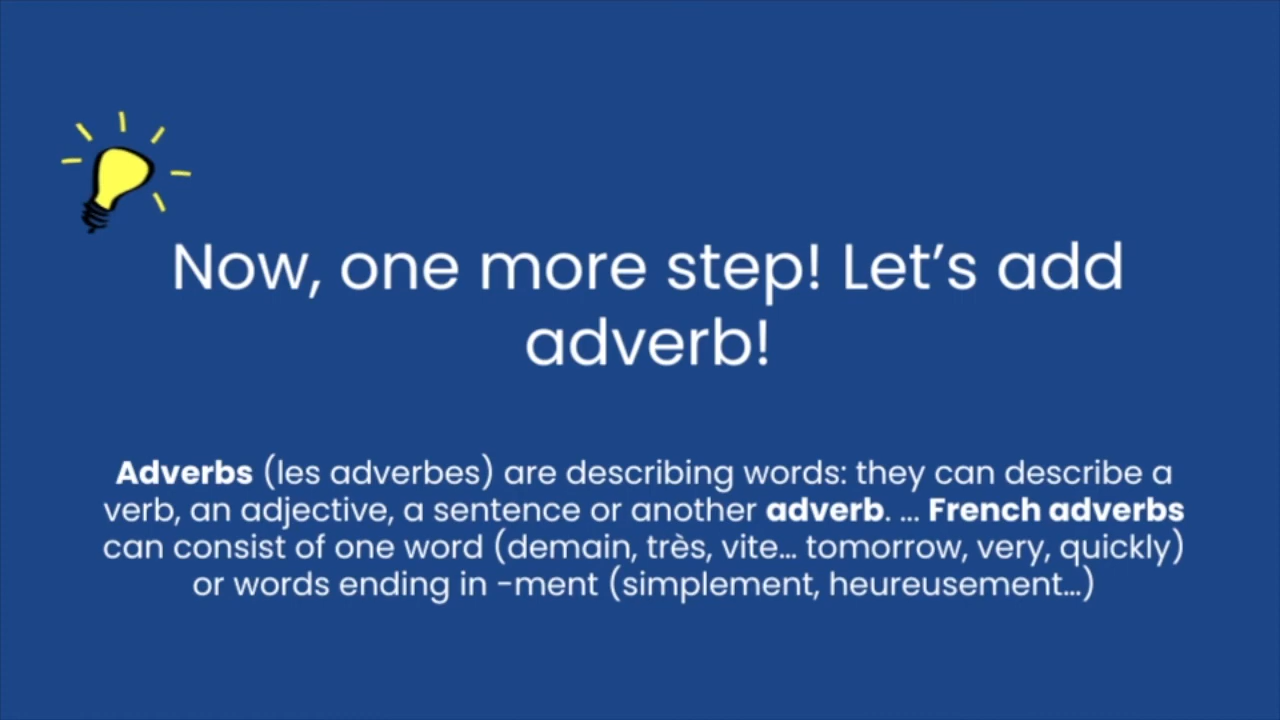 Now, one more step! Let’s add
adverb!
Adverbs (les adverbes) are describing words: they can describe a
verb, an adjective, a sentence or another adverb. ... French adverbs
can consist of one word (demain, très, vite... tomorrow, very, quickly)
or words ending in -ment (simplement, heureusement...)